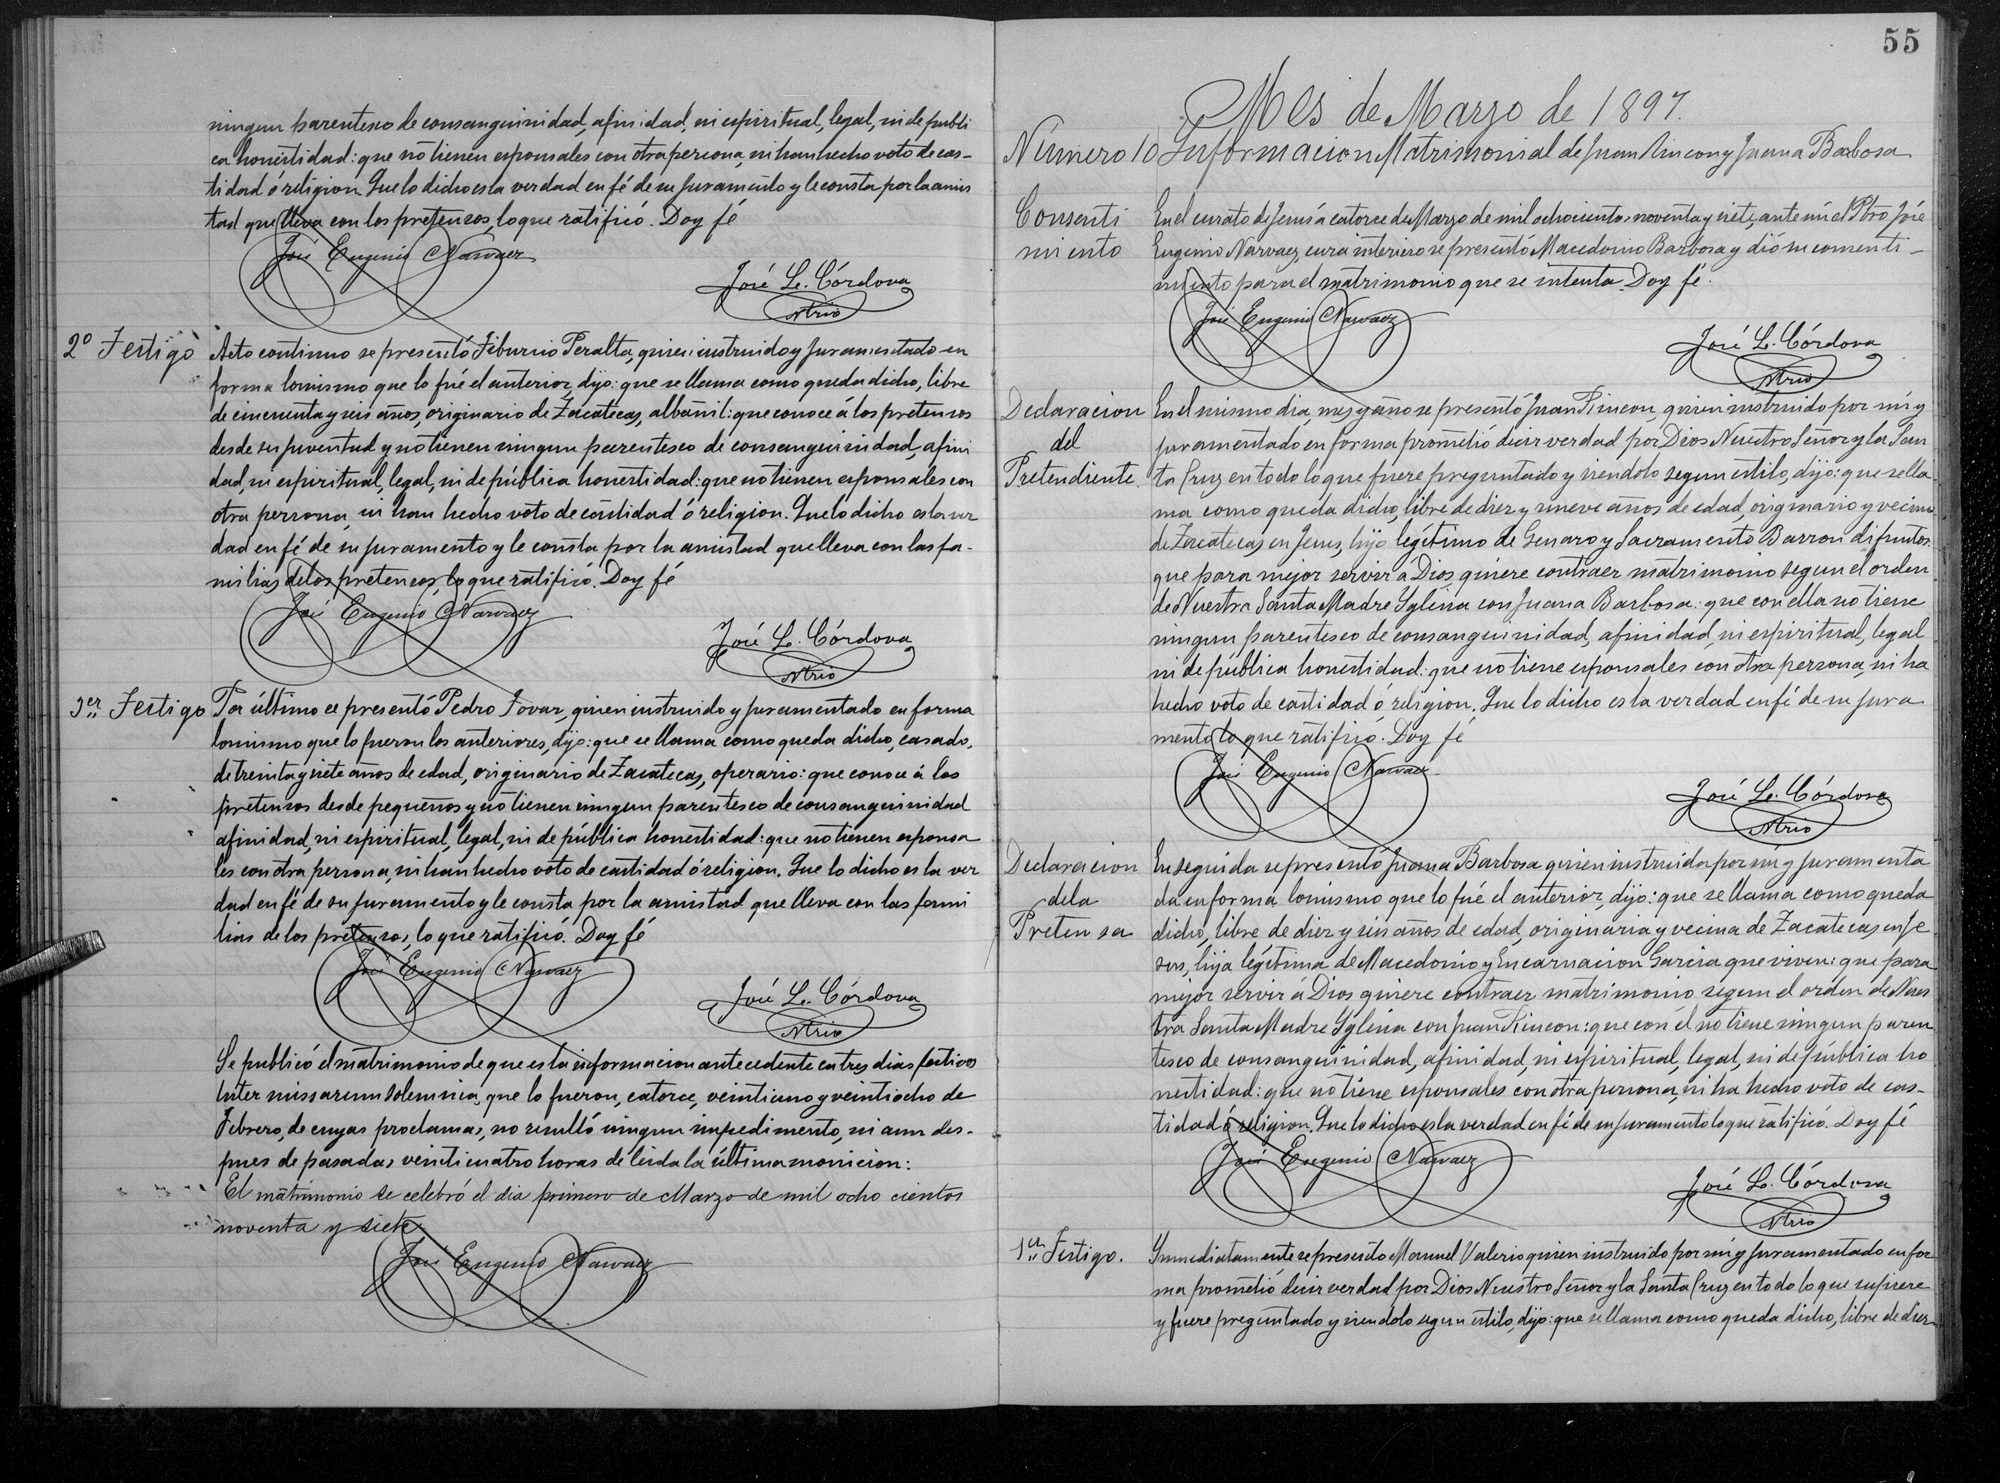 ningun parentesco de consanguinidad, afinidad, ni espiritual, legal, ni de publi
ca honestidad: que no tienen esponsales con otra persona, ni han hecho voto de cas-
tidad ó religion. Que lo dicho es la verdad en fé de su juramento y le consta por la amis
tad que lleva con los pretensos, lo que ratificó. Doy fé
José Eugenio Narvaez
José L. Córdova
Ntrio
2º Testigo
Acto continuo se presentó Tiburcio Peralta, quien instruido y juramentado en
forma lo mismo que lo fué el anterior, dijo: que se llama como queda dicho, libre
de cincuenta y seis años, originario de Zacatecas, albañil: que conoce á los pretensos
desde su juventud y no tienen ningun parentesco de consanguinidad, afini
dad, ni espiritual, legal, ni de pública honestidad: que no tienen esponsales con
otra persona, ni han hecho voto de castidad ó religion. Que lo dicho es la ver
dad en fé de su juramento y le consta por la amistad que lleva con las fa-
milias de los pretensos, lo que ratificó. Doy fé
José Eugenio Narvaez
José L. Córdova
Ntrio
3er Testigo
Por último se presentó Pedro Tovar, quien instruido y juramentado en forma
lo mismo que lo fueron los anteriores, dijo: que se llama como queda dicho, casado,
de treinta y siete años de edad, originario de Zacatecas, operario: que conoce á los
pretensos desde pequeños y no tienen ningun parentesco de consanguinidad
afinidad, ni espiritual, legal, ni de pública honestidad: que no tienen esponsa
les con otra persona, ni han hecho voto de castidad ó religion. Que lo dicho es la ver
dad en fé de su juramento y le consta por la amistad que lleva con las fami
lias de los pretensos, lo que ratificó. Doy fé
José Eugenio Narvaez
José L. Córdova
Ntrio
Se publicó el matrimonio de que es la informacion antecedente en tres dias festivos
Inter missarum solemnia, que lo fueron, catorce, veintiuno y veintiocho de
Febrero, de cuyas proclamas, no resultó ningun impedimento, ni aun des-
pues de pasadas veinticuatro horas de leida la última monicion:
El matrimonio se celebró el dia primero de Marzo de mil ocho cientos
noventa y siete
José Eugenio Narvaez
55
Mes de Marzo de 1897.
Número 10 Informacion Matrimonial de Juan Rincon y Juana Barbosa
Consenti
miento
En el curato de Jesús á catorce de Marzo de mil ochocientos noventa y siete, ante mi el Pbro José
Eugenio Narvaez, cura interino se presentó Macedonio Barbosa y dió su consenti-
miento para el matrimonio que se intenta. Doy fé.
José Eugenio Narvaez
José L. Córdova
Ntrio
Declaracion
del
Pretendiente.
En el mismo dia, mes y año se presentó Juan Rincon, quien instruido por mi y
juramentado en forma prometió decir verdad por Dios Nuestro Señor y la San
ta Cruz en todo lo que fuere preguntado y siendolo segun estilo, dijo: que se lla-
ma como queda dicho, libre de diez y nueve años de edad, originario y vecino
de Zacatecas en Jesus, hijo legítimo de Genaro y Sacramento Barron difuntos:
que para mejor servir á Dios, quiere contraer matrimonio segun el orden
de Nuestra Santa Madre Yglesia con Juana Barbosa: que con ella no tiene
ningun parentesco de consanguinidad, afinidad, ni espiritual, legal
ni de pública honestidad: que no tiene esponsales con otra persona, ni ha
hecho voto de castidad ó religion. Que lo dicho es la verdad en fé de su jura
mento lo que ratificó. Doy fé
José Eugenio Narvaez
José L. Córdova
Ntrio
Declaracion
de la
Pretensa
En seguida se presentó Juana Barbosa quien instruida por mi y juramenta
da en forma lo mismo que lo fué el anterior, dijo: que se llama como queda
dicho, libre de diez y seis años de edad, originaria y vecina de Zacatecas en Je
sus, hija legítima de Macedonio y Encarnacion Garcia que viven: que para
mejor servir á Dios quiere contraer matrimonio segun el orden de Nues
tra Santa Madre Yglesia con Juan Rincon: que con él no tiene ningun paren
tesco de consanguinidad, afinidad, ni espiritual, legal, ni de pública ho
nestidad: que no tiene esponsales con otra persona, ni ha hecho voto de cas-
tidad ó religion. Que lo dicho es la verdad en fé de su juramento lo que ratificó. Doy fé
José Eugenio Narvaez
José L. Córdova
Ntrio
1er Testigo.
Inmediatamente se presentó Manuel Valerio quien instruido por mi y juramentado en for
ma prometió decir verdad por Dios Nuestro Señor y la Santa Cruz en todo lo que supiere
y fuere preguntado y siendolo segun estilo, dijo: que se llama como queda dicho, libre de diez